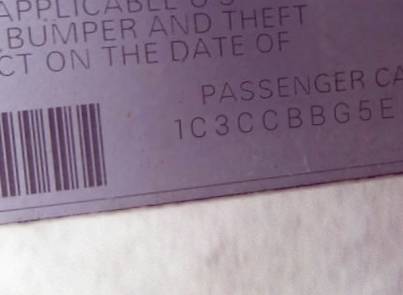 APPLICABLE U S
BUMPER AND THEFT
CT ON THE DATE OF
PASSENGER CA
1C3CCBBG5E